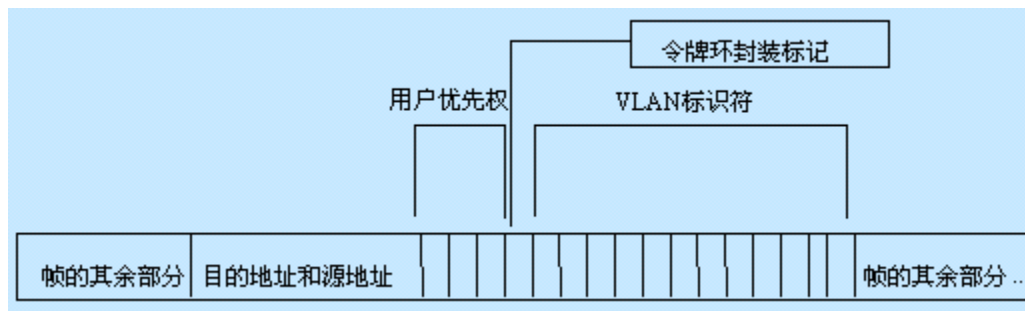 令牌环封装标记
用户优先权
VLAN标识符
帧的其余部分
目的地址和源地址
帧的其余部分 ...